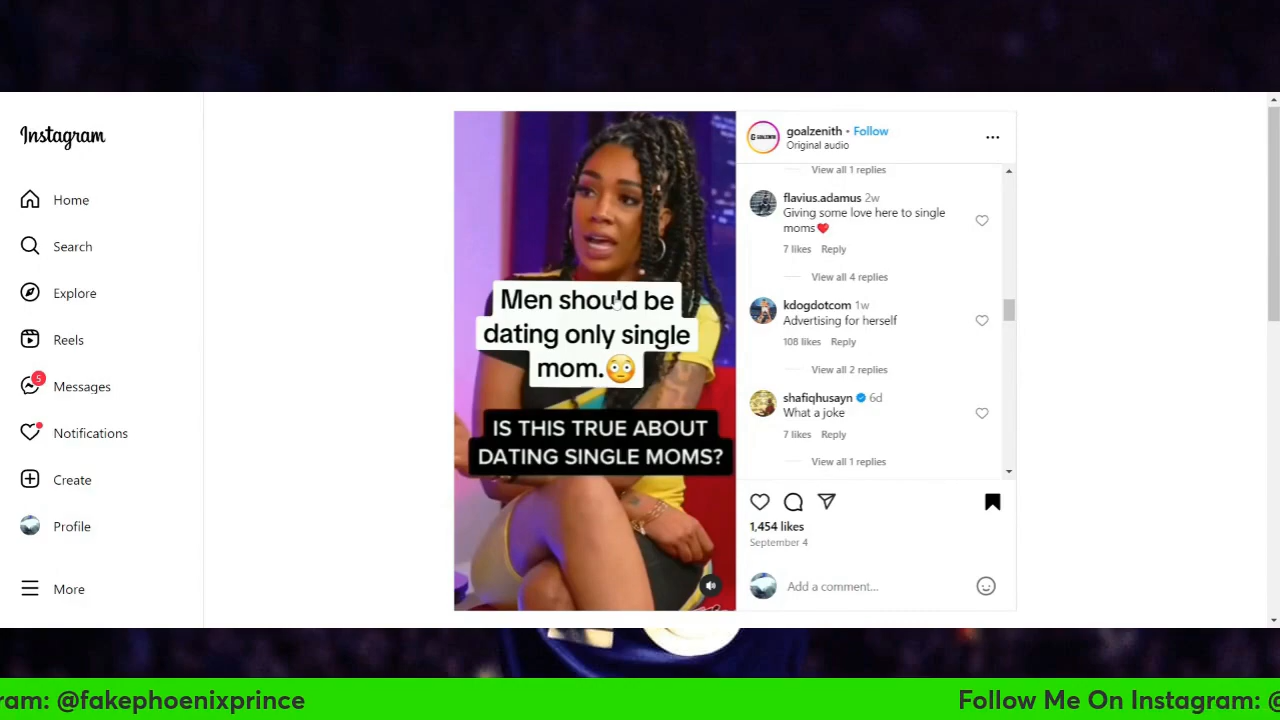 Instagram
Home
Search
Explore
Reels
5
Messages
Notifications
Create
Profile
More
Men should be
dating only single
mom.😳
IS THIS TRUE ABOUT
DATING SINGLE MOMS?
goalzenith • Follow
Original audio
View all 1 replies
flavius.adamus 2w
Giving some love here to single
moms❤️
7 likes Reply
View all 4 replies
kdogdotcom 1w
Advertising for herself
108 likes Reply
View all 2 replies
shafiqhusayn 6d
What a joke
7 likes Reply
View all 1 replies
1,454 likes
September 4
Add a comment...
ram: @fakephoenixprince
Follow Me On Instagram: @